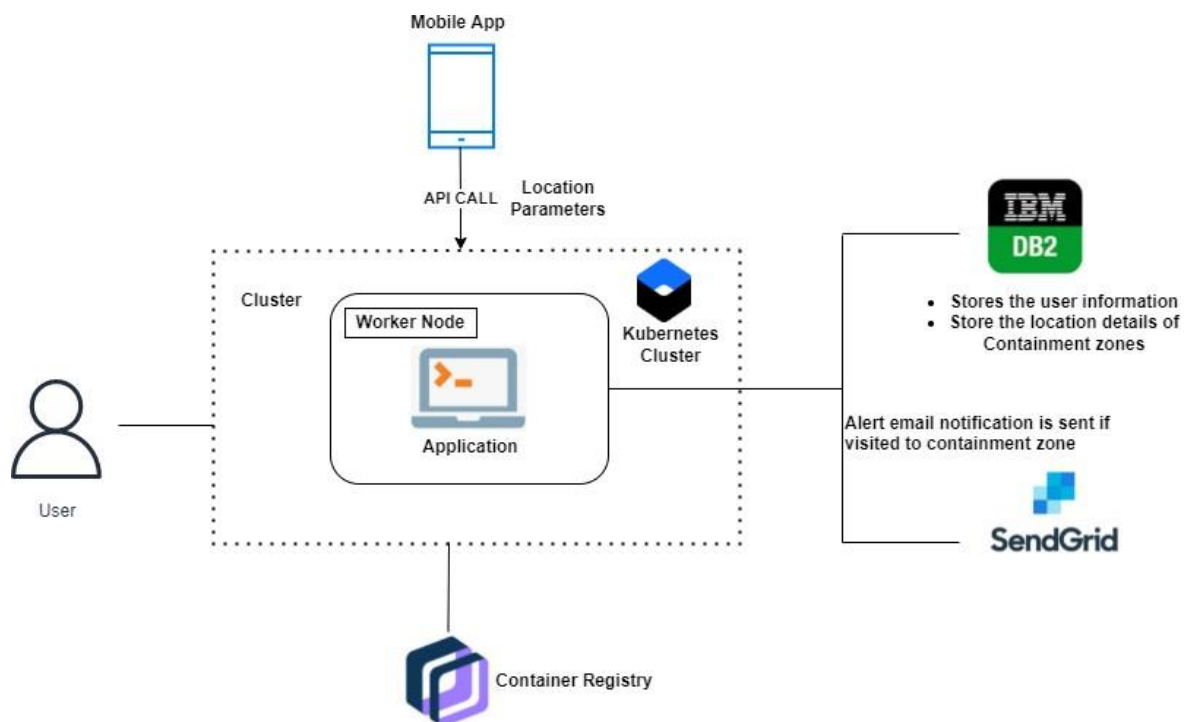 Mobile App
API CALL
Location
Parameters
IBM
DB2
Cluster
Worker Node
Kubernetes
Cluster
Application
• Stores the user information
• Store the location details of
Containment zones
User
Alert email notification is sent if
visited to containment zone
SendGrid
Container Registry